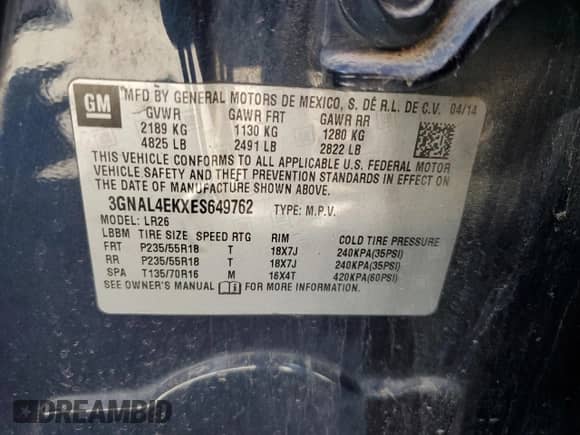 GM
MFD BY GENERAL MOTORS DE MEXICO, S. DE R.L. DE C.V. 04/14
GVWR GAWR FRT GAWR RR
2189 KG 1130 KG 1280 KG
4825 LB 2491 LB 2822 LB
THIS VEHICLE CONFORMS TO ALL APPLICABLE U.S. FEDERAL MOTOR
VEHICLE SAFETY AND THEFT PREVENTION STANDARDS IN EFFECT ON
THE DATE OF MANUFACTURE SHOWN ABOVE.
3GNAL4EKXES649762 TYPE: M.P.V.
MODEL: LR26
LBBM TIRE SIZE SPEED RTG RIM COLD TIRE PRESSURE
FRT P235/55R18 T 18X7J 240KPA(35PSI)
RR P235/55R18 T 18X7J 240KPA(35PSI)
SPA T135/70R16 M 16X4T 420KPA(60PSI)
SEE OWNER'S MANUAL i FOR MORE INFORMATION.
DREAMBID